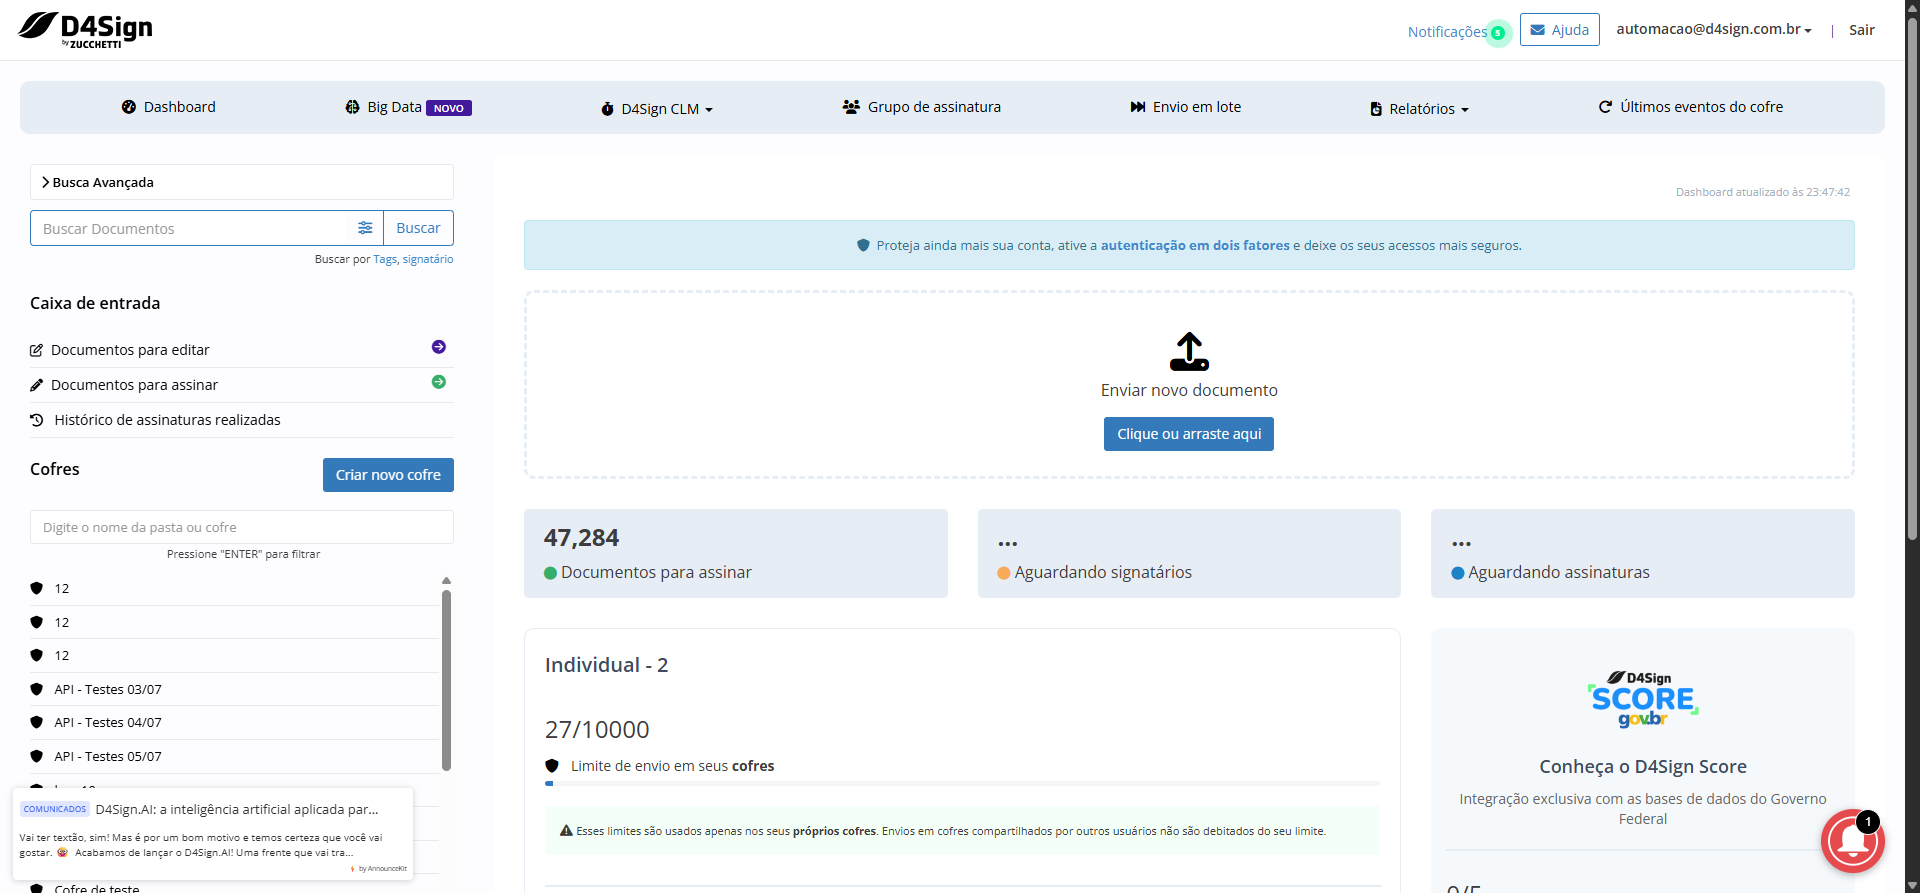 D4Sign
by ZUCCHETTI
Notificações 5
Ajuda
automacao@d4sign.com.br
|
Sair
Dashboard
Big Data NOVO
D4Sign CLM
Grupo de assinatura
Envio em lote
Relatórios
Últimos eventos do cofre
Busca Avançada
Buscar Documentos
Buscar
Buscar por Tags, signatário
Caixa de entrada
Documentos para editar
Documentos para assinar
Histórico de assinaturas realizadas
Cofres
Criar novo cofre
Digite o nome da pasta ou cofre
Pressione "ENTER" para filtrar
12
12
12
API - Testes 03/07
API - Testes 04/07
API - Testes 05/07
COMUNICADOS D4Sign.AI: a inteligência artificial aplicada par...
Vai ter textão, sim! Mas é por um bom motivo e temos certeza que você vai
gostar. 🤪 Acabamos de lançar o D4Sign.AI! Uma frente que vai tra...
by AnnounceKit
Cofre de teste
Dashboard atualizado às 23:47:42
Proteja ainda mais sua conta, ative a autenticação em dois fatores e deixe os seus acessos mais seguros.
Enviar novo documento
Clique ou arraste aqui
47,284
Documentos para assinar
...
Aguardando signatários
...
Aguardando assinaturas
Individual - 2
27/10000
Limite de envio em seus cofres
Esses limites são usados apenas nos seus próprios cofres. Envios em cofres compartilhados por outros usuários não são debitados do seu limite.
D4Sign
SCORE
gov.br
Conheça o D4Sign Score
Integração exclusiva com as bases de dados do Governo
Federal
1
0/5